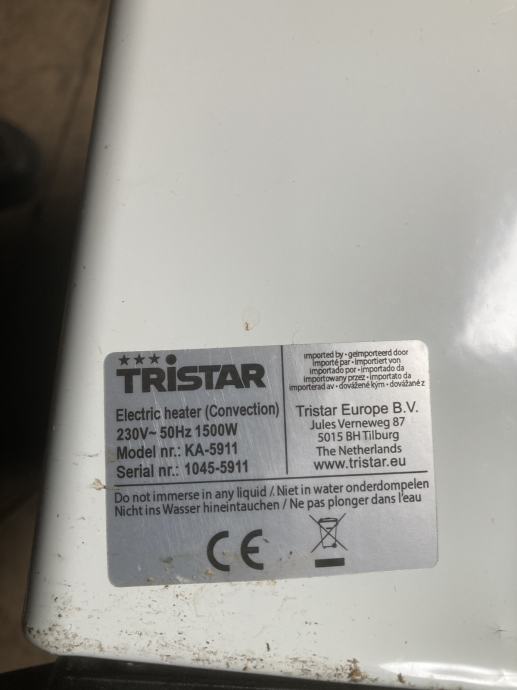 TRiSTAR
Electric heater (Convection)
230V~ 50Hz 1500W
Model nr.: KA-5911
Serial nr.: 1045-5911
imported by • geïmporteerd door
importé par • importiert von
importado por • importado da
importowany przez • importato da
importerad av • dovážené kým • dovážané z
Tristar Europe B.V.
Jules Verneweg 87
5015 BH Tilburg
The Netherlands
www.tristar.eu
Do not immerse in any liquid / Niet in water onderdompelen
Nicht ins Wasser hineintauchen / Ne pas plonger dans l'eau
CE